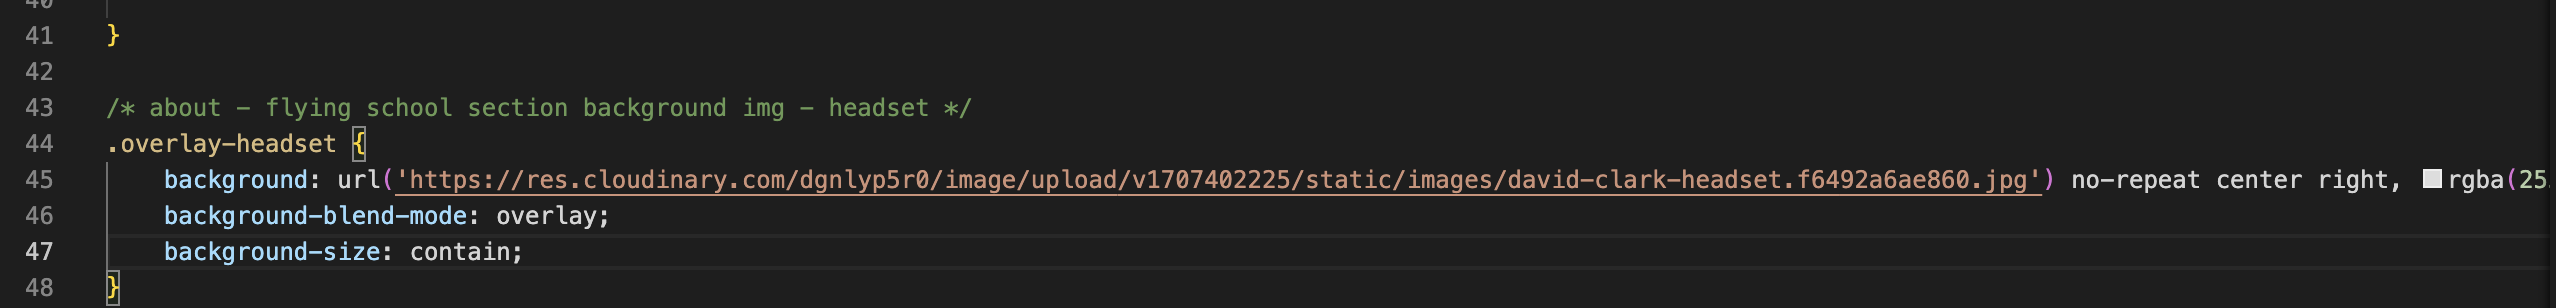 40
41 }
42
43 /* about - flying school section background img - headset */
44 .overlay-headset {
45 background: url('https://res.cloudinary.com/dgnlyp5r0/image/upload/v1707402225/static/images/david-clark-headset.f6492a6ae860.jpg') no-repeat center right, rgba(25
46 background-blend-mode: overlay;
47 background-size: contain;
48 }